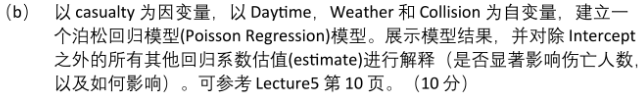 (b) 以 casualty 为因变量，以 Daytime，Weather 和 Collision 为自变量，建立一
个泊松回归模型(Poisson Regression)模型。展示模型结果，并对除 Intercept
之外的所有其他回归系数估值(estimate)进行解释（是否显著影响伤亡人数，
以及如何影响）。可参考 Lecture5 第 10 页。（10 分）